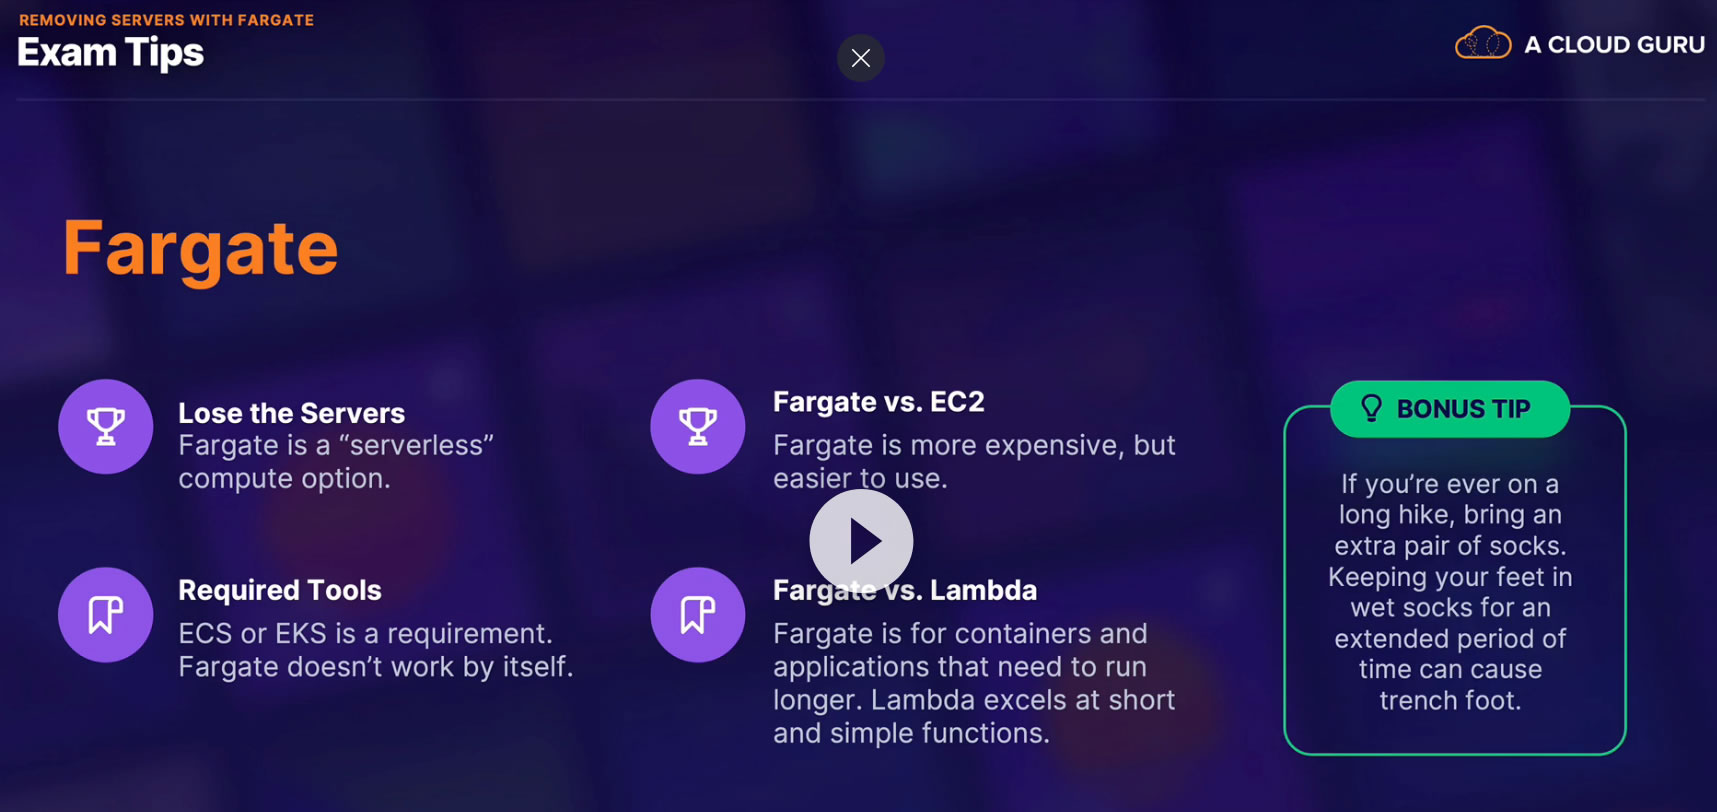 REMOVING SERVERS WITH FARGATE
Exam Tips
A CLOUD GURU
Fargate
Lose the Servers
Fargate is a “serverless”
compute option.
Required Tools
ECS or EKS is a requirement.
Fargate doesn’t work by itself.
Fargate vs. EC2
Fargate is more expensive, but
easier to use.
Fargate vs. Lambda
Fargate is for containers and
applications that need to run
longer. Lambda excels at short
and simple functions.
BONUS TIP
If you’re ever on a
long hike, bring an
extra pair of socks.
Keeping your feet in
wet socks for an
extended period of
time can cause
trench foot.